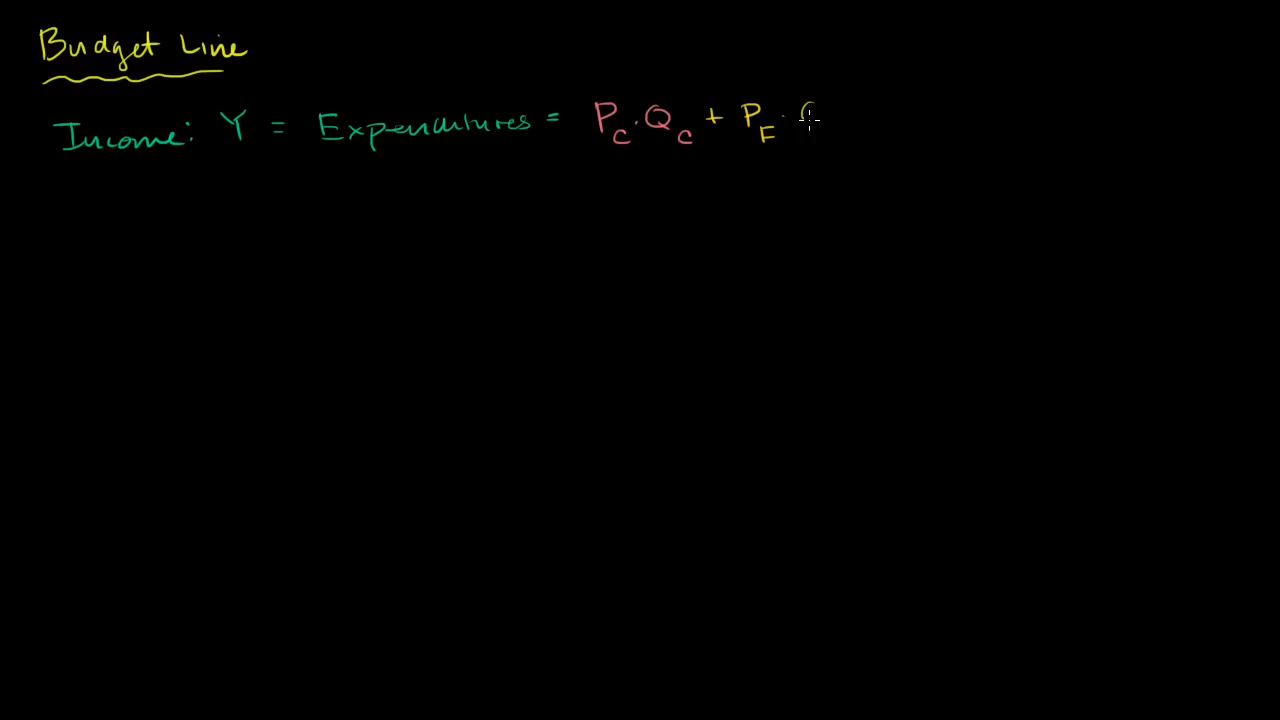 Budget Line
Income: Y = Expenditures = P_C · Q_C + P_F ·